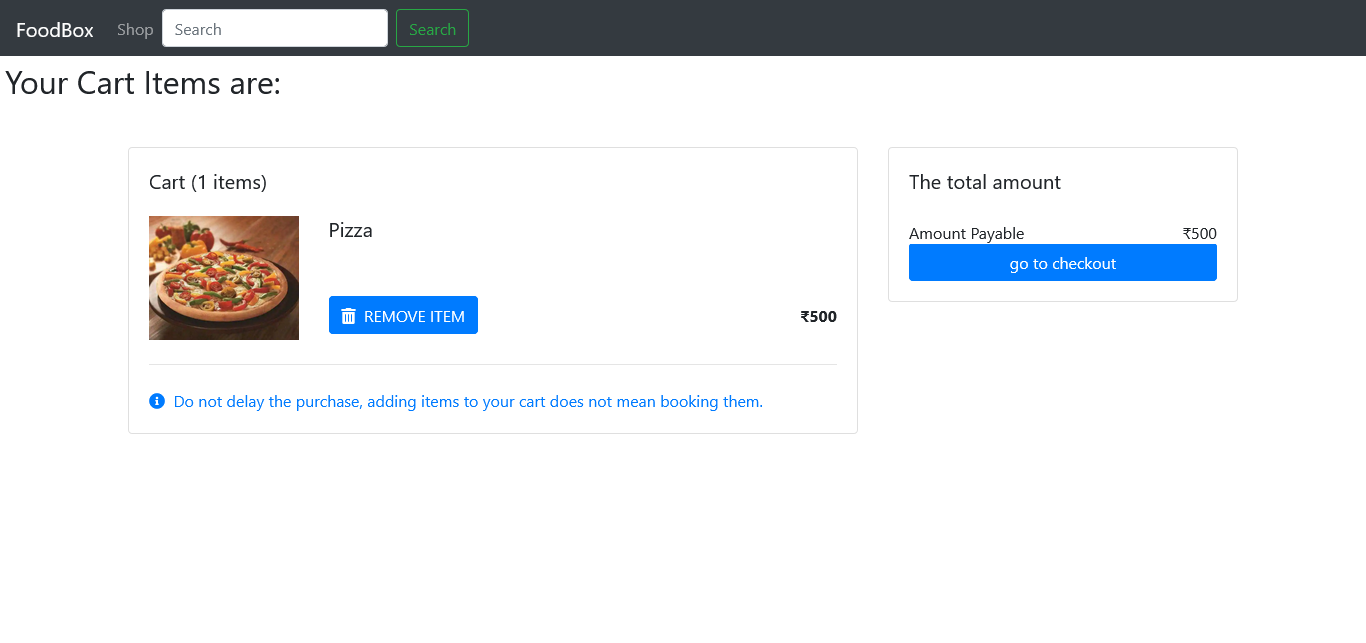 FoodBox Shop Search Search
Your Cart Items are:
Cart (1 items)
Pizza
REMOVE ITEM ₹500
Do not delay the purchase, adding items to your cart does not mean booking them.
The total amount
Amount Payable ₹500
go to checkout